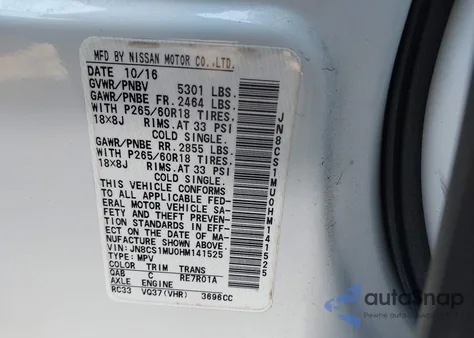 MFD BY NISSAN MOTOR CO.,LTD.
DATE 10/16
GVWR/PNBV 5301 LBS.
GAWR/PNBE FR. 2464 LBS.
WITH P265/60R18 TIRES.
18x8J RIMS.AT 33 PSI
COLD SINGLE.
GAWR/PNBE RR. 2855 LBS.
WITH P265/60R18 TIRES.
18x8J RIMS.AT 33 PSI
COLD SINGLE.
THIS VEHICLE CONFORMS
TO ALL APPLICABLE FED-
ERAL MOTOR VEHICLE SA-
FETY AND THEFT PREVEN-
TION STANDARDS IN EFF-
ECT ON THE DATE OF MA-
NUFACTURE SHOWN ABOVE.
VIN: JN8CS1MU0HM141525
TYPE: MPV
COLOR TRIM TRANS
QAB C RE7R01A
AXLE ENGINE
RC33 VQ37(VHR) 3696CC
JN8CS1MU0HM141525
autosnap